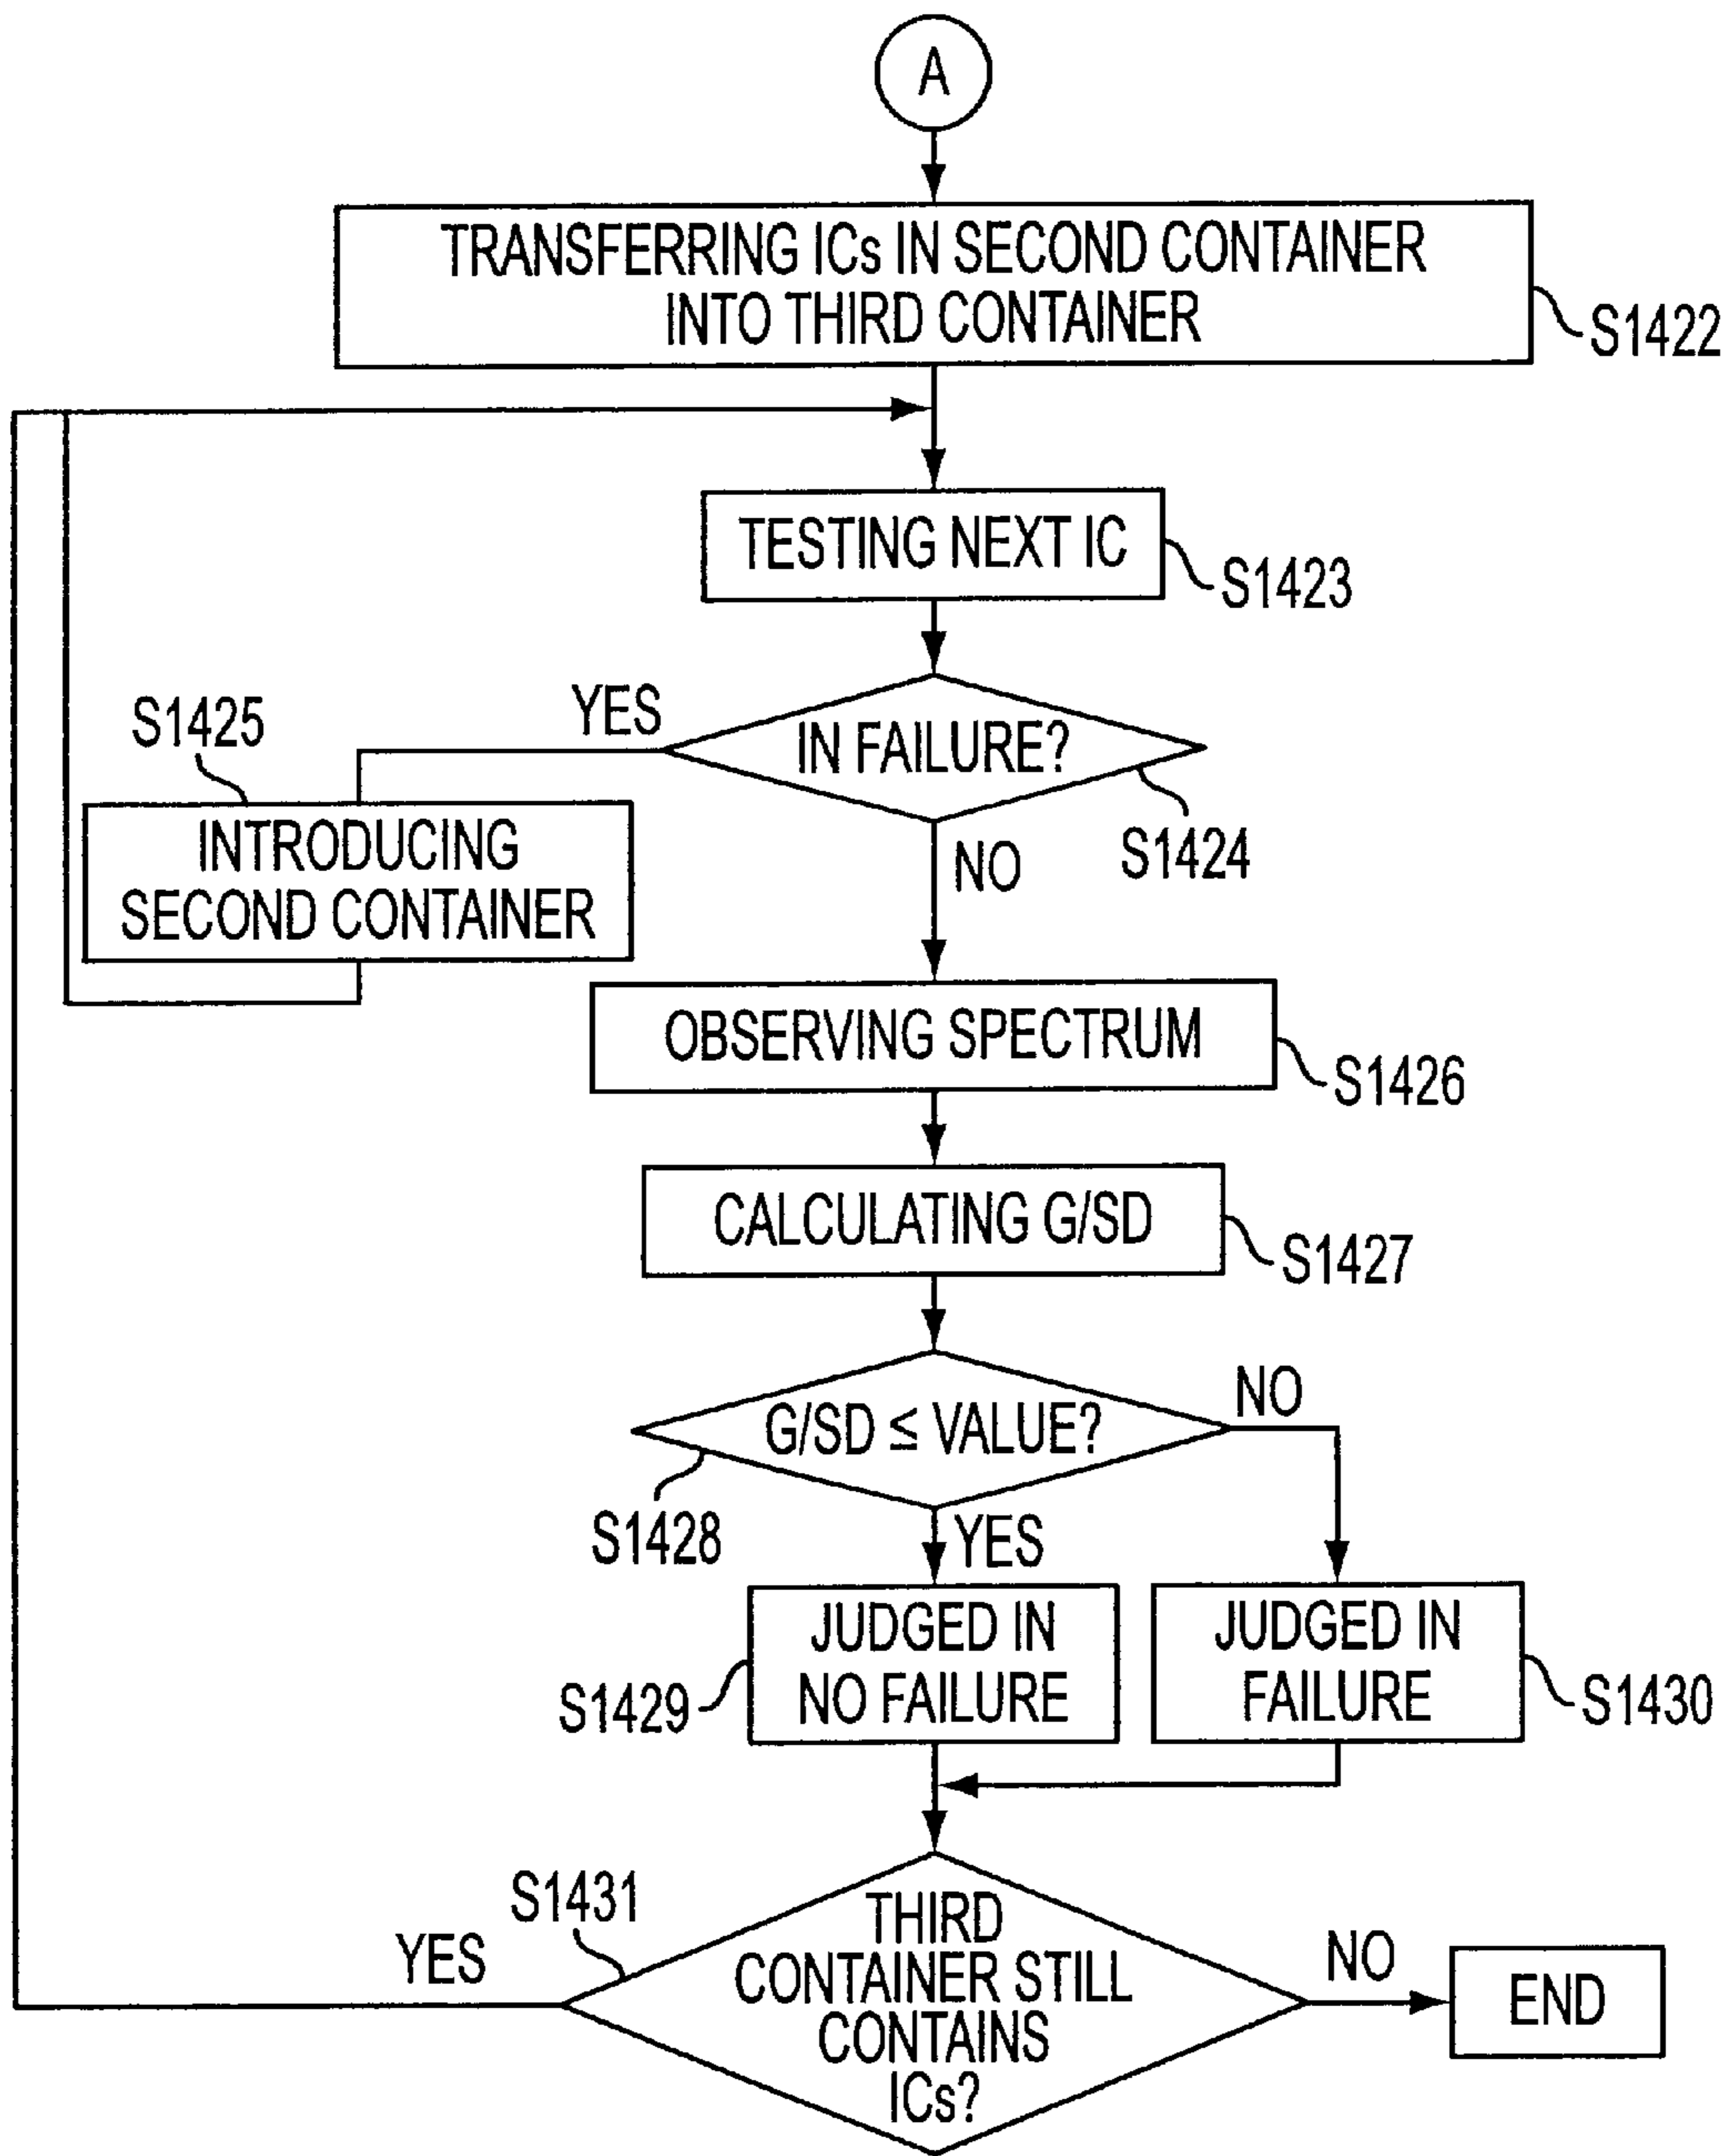 A
TRANSFERRING ICs IN SECOND CONTAINER
INTO THIRD CONTAINER
S1422
TESTING NEXT IC
S1423
IN FAILURE?
YES
S1424
NO
S1425
INTRODUCING
SECOND CONTAINER
OBSERVING SPECTRUM
S1426
CALCULATING G/SD
S1427
G/SD ≤ VALUE?
NO
S1428
YES
JUDGED IN
NO FAILURE
S1429
JUDGED IN
FAILURE
S1430
S1431
THIRD
CONTAINER STILL
CONTAINS
ICs?
YES
NO
END